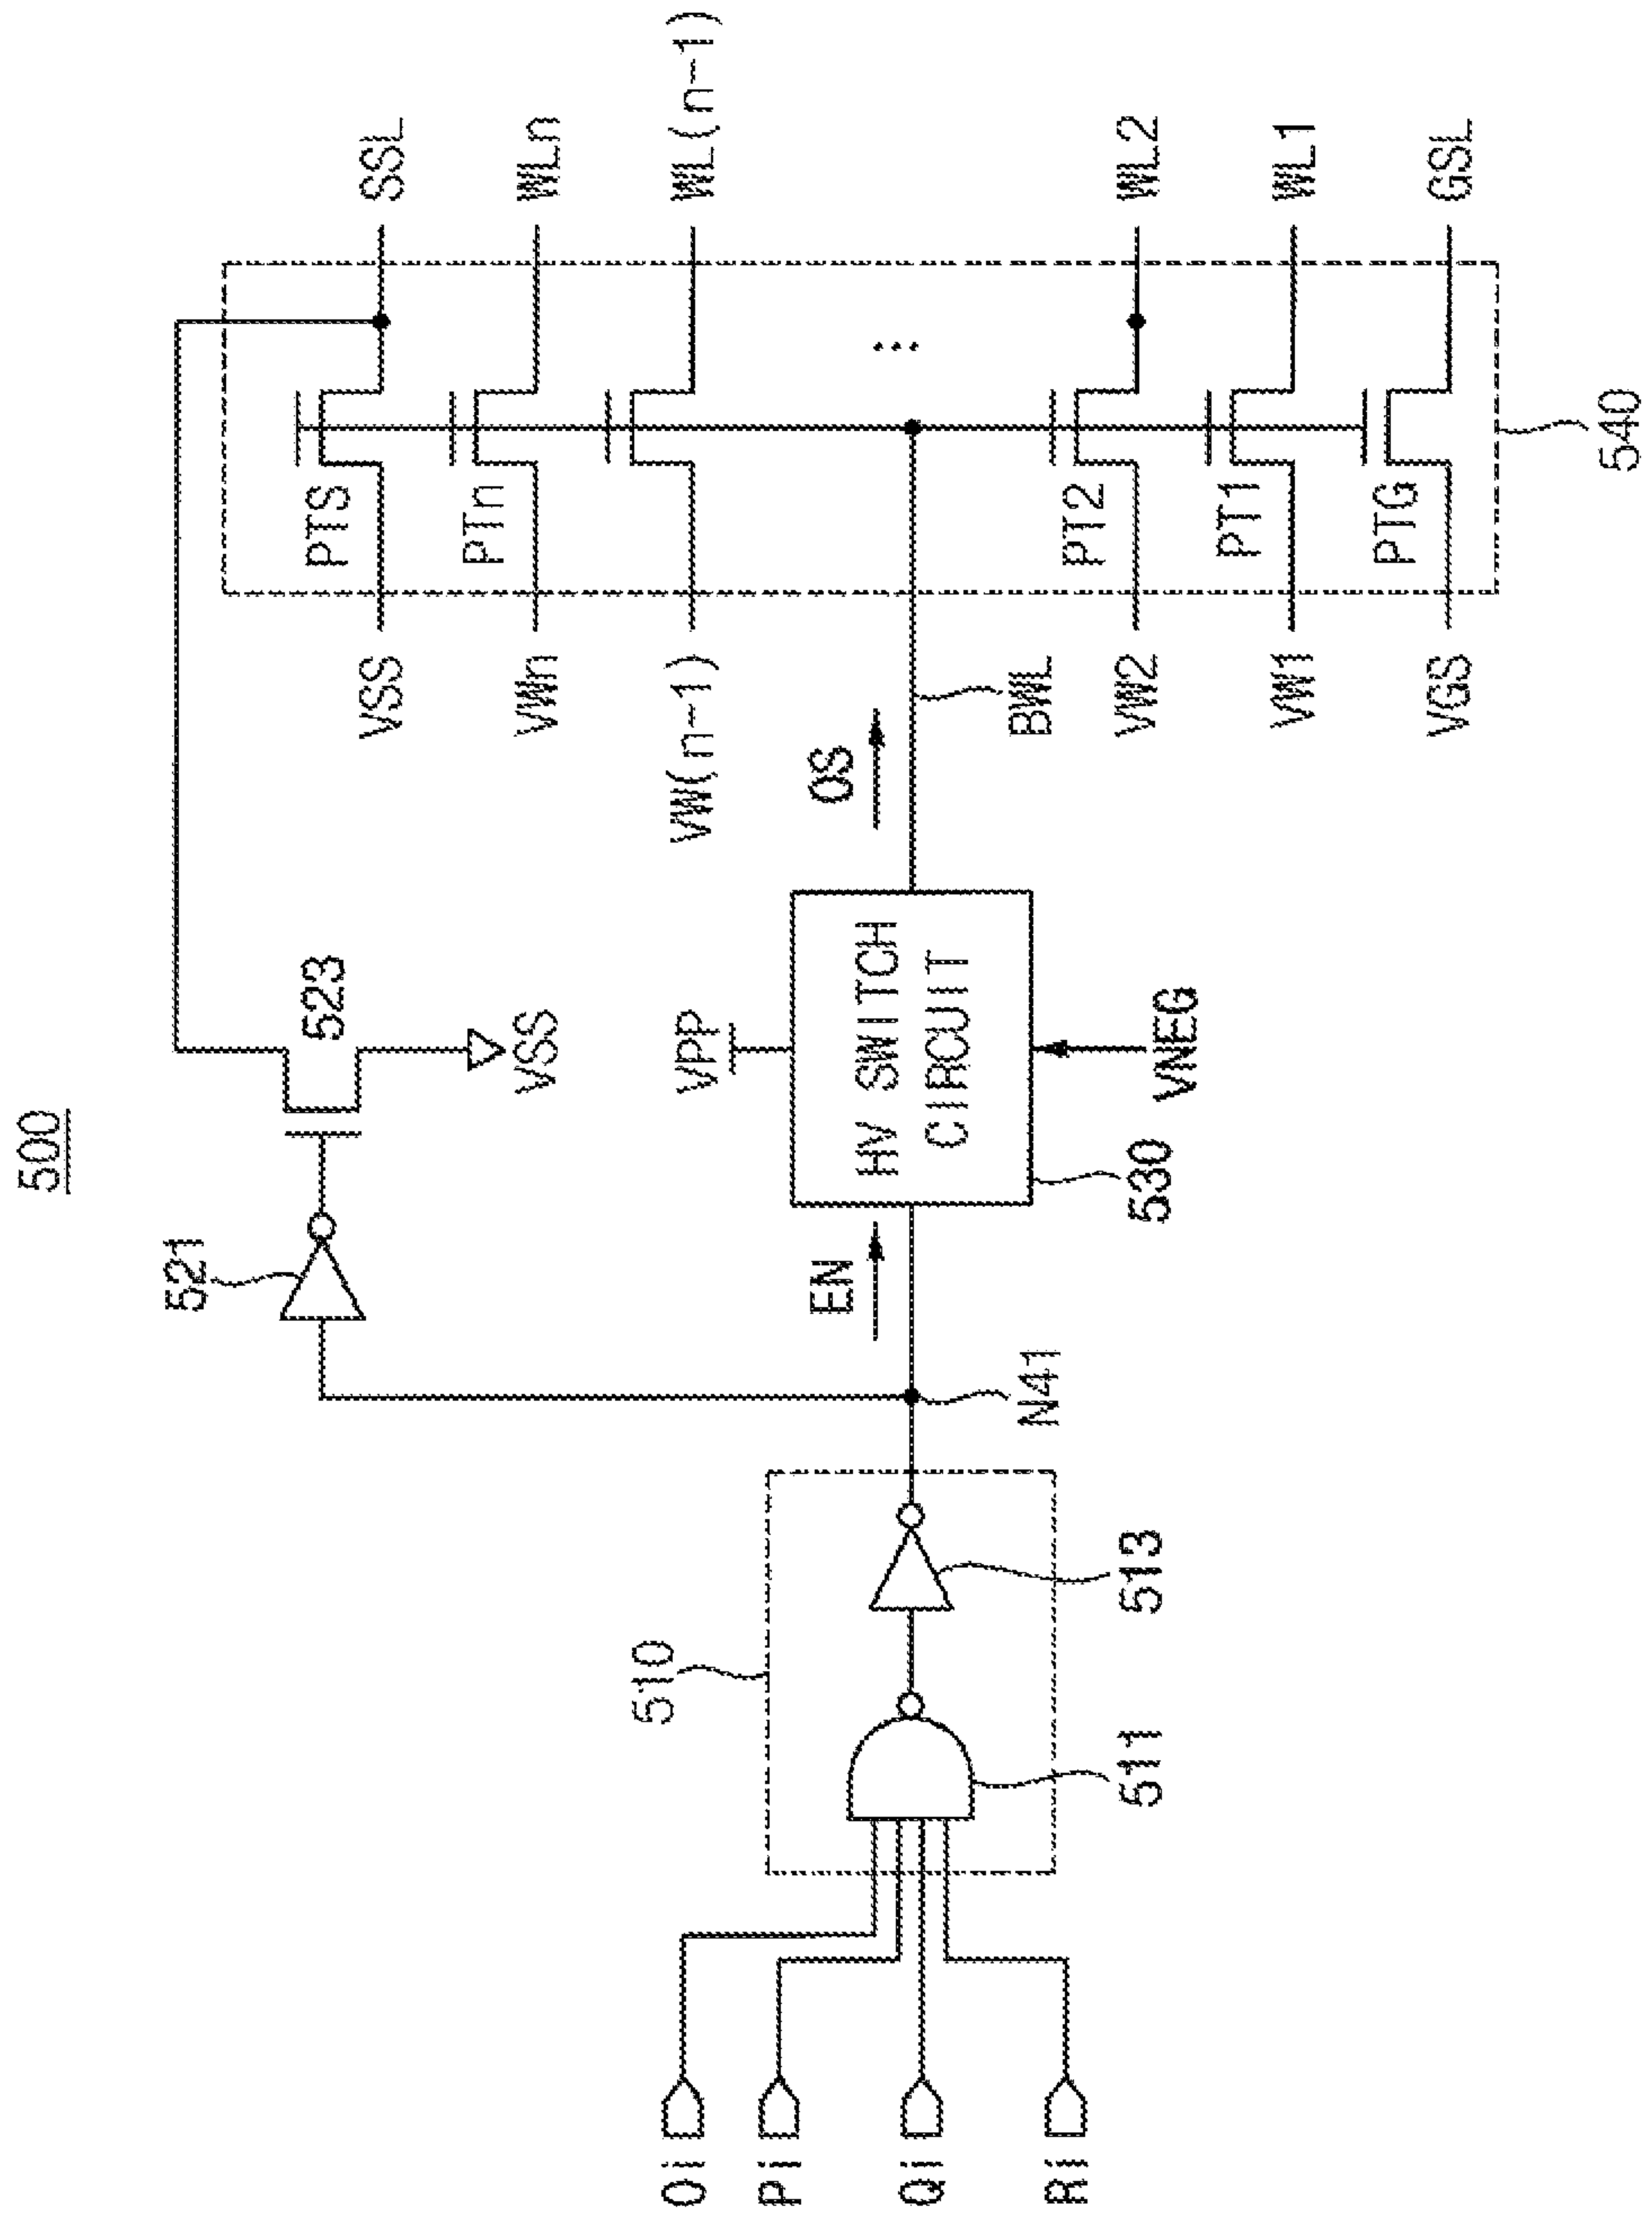 500
521
523
VSS
SSL
PTS
VSS
WLn
PTn
VWn
WL(n-1)
VW(n-1)
...
VPP
HV SWITCH
CIRCUIT
530
VNEG
EN
OS
BWL
N41
510
511
513
Oi
Pi
Qi
Ri
WL2
PT2
VW2
WL1
PT1
VW1
GSL
PTG
VGS
540